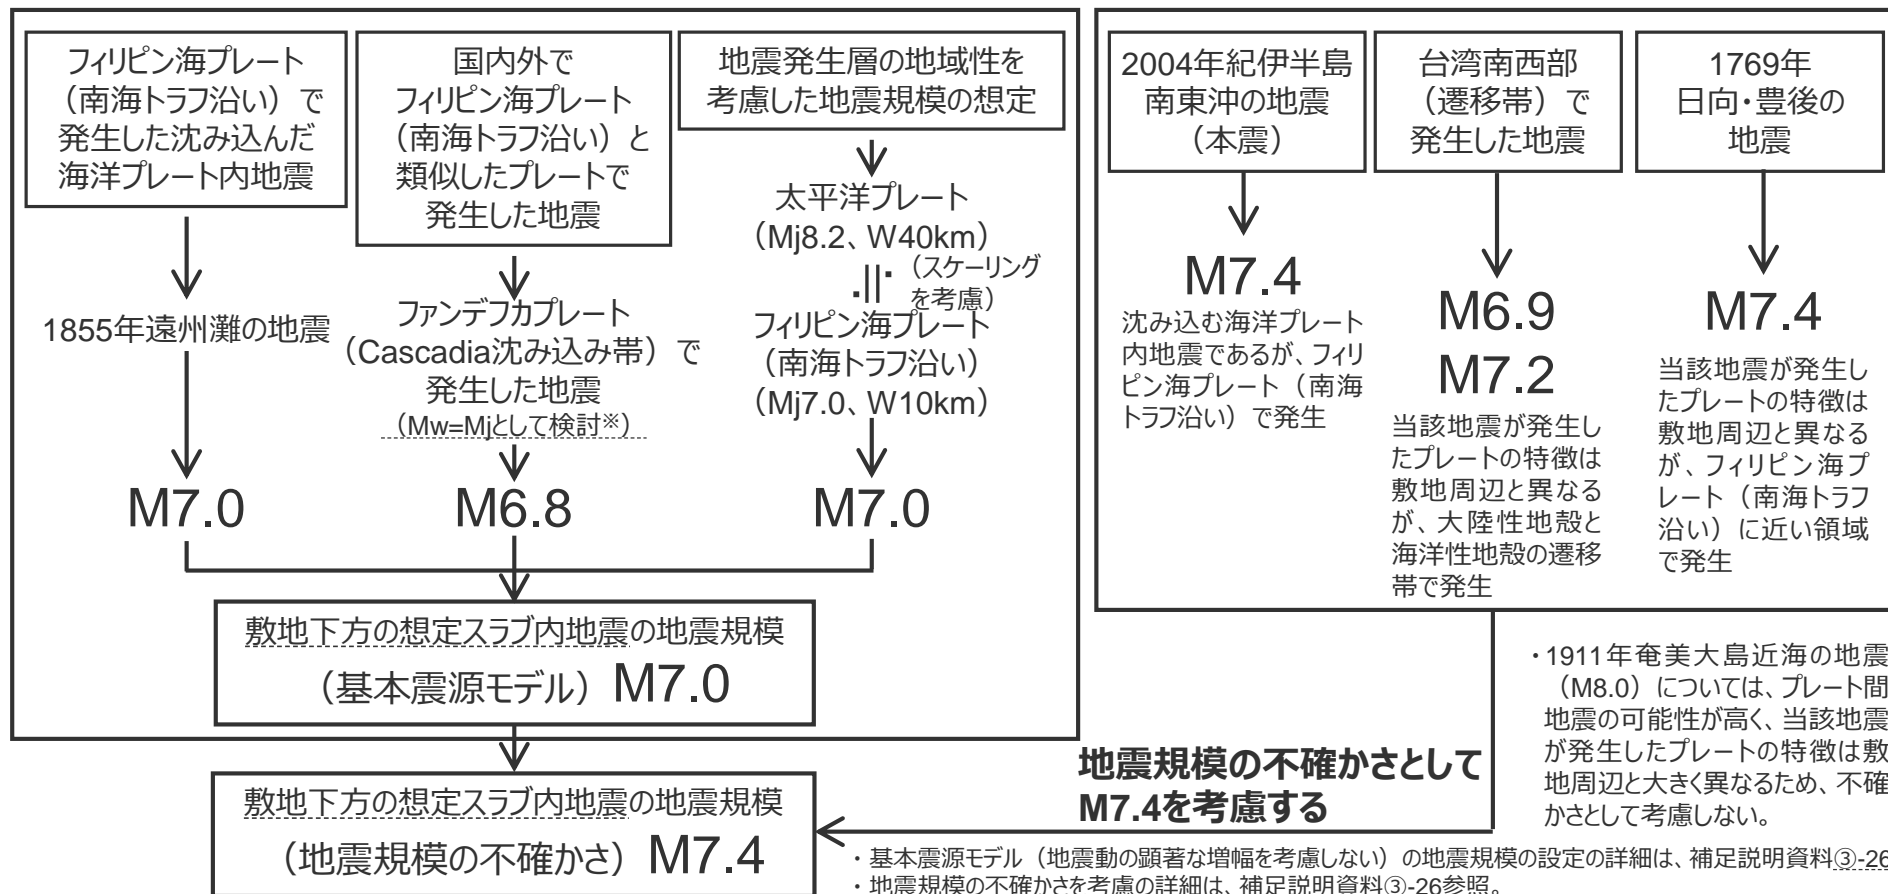 フィリピン海プレート
（南海トラフ沿い）で
発生した沈み込んだ
海洋プレート内地震
1855年遠州灘の地震
M7.0
国内外で
フィリピン海プレート
（南海トラフ沿い）と
類似したプレートで
発生した地震
ファンデフカプレート
（Cascadia沈み込み帯）で
発生した地震
（Mw=Mjとして検討※）
M6.8
地震発生層の地域性を
考慮した地震規模の想定
太平洋プレート
（Mj8.2、W40km）
（スケーリング
を考慮）
フィリピン海プレート
（南海トラフ沿い）
（Mj7.0、W10km）
M7.0
敷地下方の想定スラブ内地震の地震規模
（基本震源モデル）M7.0
敷地下方の想定スラブ内地震の地震規模
（地震規模の不確かさ）M7.4
2004年紀伊半島
南東沖の地震
（本震）
M7.4
沈み込む海洋プレート
内地震であるが、フィリ
ピン海プレート（南海
トラフ沿い）で発生
台湾南西部
（遷移帯）で
発生した地震
M6.9
M7.2
当該地震が発生し
たプレートの特徴は
敷地周辺と異なる
が、大陸性地殻と
海洋性地殻の遷移
帯で発生
1769年
日向・豊後の
地震
M7.4
当該地震が発生し
たプレートの特徴は
敷地周辺と異なる
が、フィリピン海プ
レート（南海トラフ
沿い）に近い領域
で発生
地震規模の不確かさとして
M7.4を考慮する
・1911年奄美大島近海の地震
（M8.0）については、プレート間
地震の可能性が高く、当該地震
が発生したプレートの特徴は敷
地周辺と大きく異なるため、不確
かさとして考慮しない。
・基本震源モデル（地震動の顕著な増幅を考慮しない）の地震規模の設定の詳細は、補足説明資料③-26
・地震規模の不確かさを考慮の詳細は、補足説明資料③-26参照。